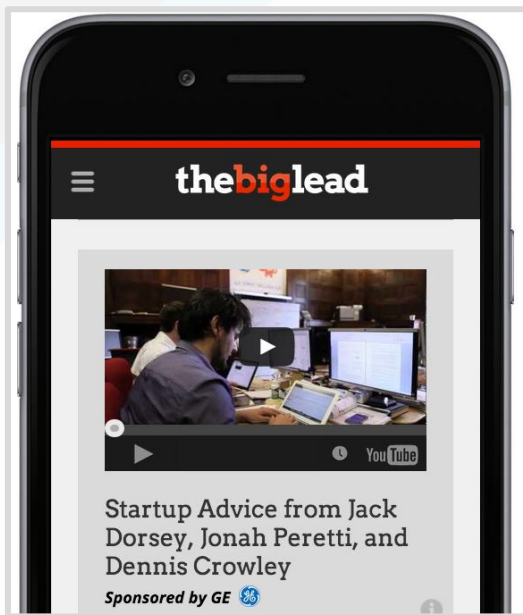 thebiglead
YouTube
Startup Advice from Jack
Dorsey, Jonah Peretti, and
Dennis Crowley
Sponsored by GE